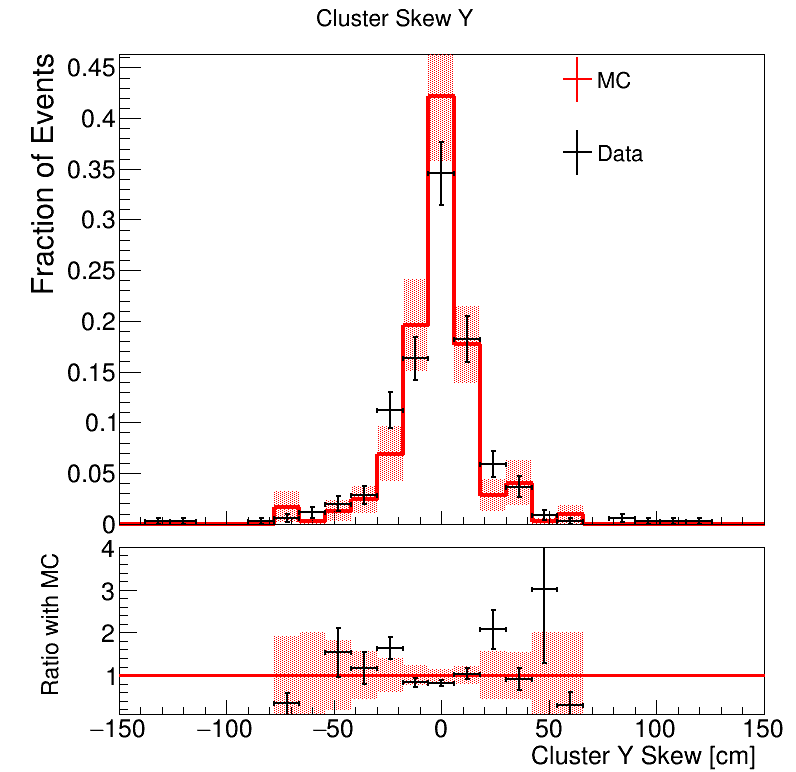 Cluster Skew Y
Fraction of Events
0.45
0.4
0.35
0.3
0.25
0.2
0.15
0.1
0.05
0
MC
Data
Ratio with MC
4
3
2
1
−150 −100 −50 0 50 100 150
Cluster Y Skew [cm]